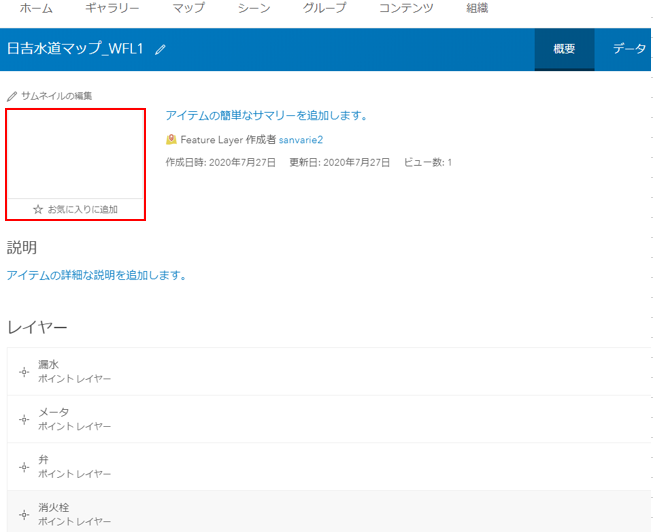 ホーム ギャラリー マップ シーン グループ コンテンツ 組織
日吉水道マップ_WFL1 概要 データ
サムネイルの編集
アイテムの簡単なサマリーを追加します。
Feature Layer 作成者 sanvarie2
作成日時: 2020年7月27日 更新日: 2020年7月27日 ビュー数: 1
お気に入りに追加
説明
アイテムの詳細な説明を追加します。
レイヤー
漏水
ポイント レイヤー
メータ
ポイント レイヤー
弁
ポイント レイヤー
消火栓
ポイント レイヤー